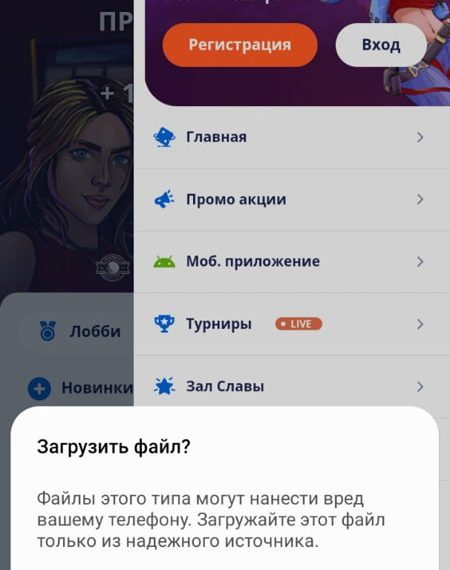 ПР
+ 1
Регистрация
Вход
Главная
Промо акции
Моб. приложение
Турниры
LIVE
Зал Славы
Лобби
Новинки
Загрузить файл?
Файлы этого типа могут нанести вред
вашему телефону. Загружайте этот файл
только из надежного источника.